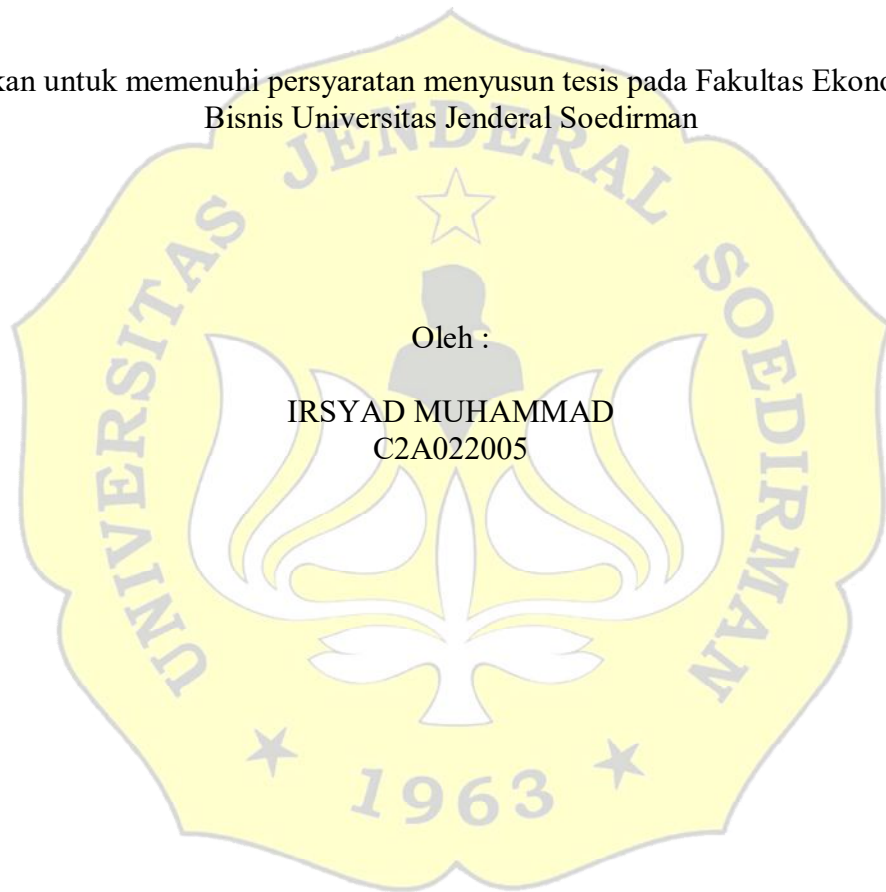 kan untuk memenuhi persyaratan menyusun tesis pada Fakultas Ekono
Bisnis Universitas Jenderal Soedirman
UNIVERSITAS JENDERAL SOEDIRMAN
Oleh :
IRSYAD MUHAMMAD
C2A022005
1963